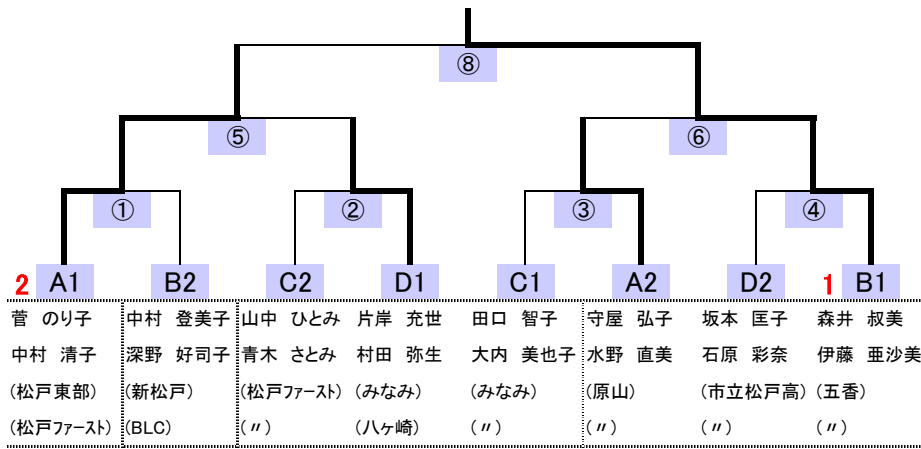 ⑧
⑤ ⑥
① ② ③ ④
2 A1 B2 C2 D1 C1 A2 D2 1 B1
菅 のり子 中村 登美子 山中 ひとみ 片岸 充世 田口 智子 守屋 弘子 坂本 匡子 森井 叔美
中村 清子 深野 好司子 青木 さとみ 村田 弥生 大内 美也子 水野 直美 石原 彩奈 伊藤 亜沙美
(松戸東部) (新松戸) (松戸ファースト) (みなみ) (みなみ) (原山) (市立松戸高) (五香)
(松戸ファースト) (BLC) (〃) (八ヶ崎) (〃) (〃) (〃) (〃)